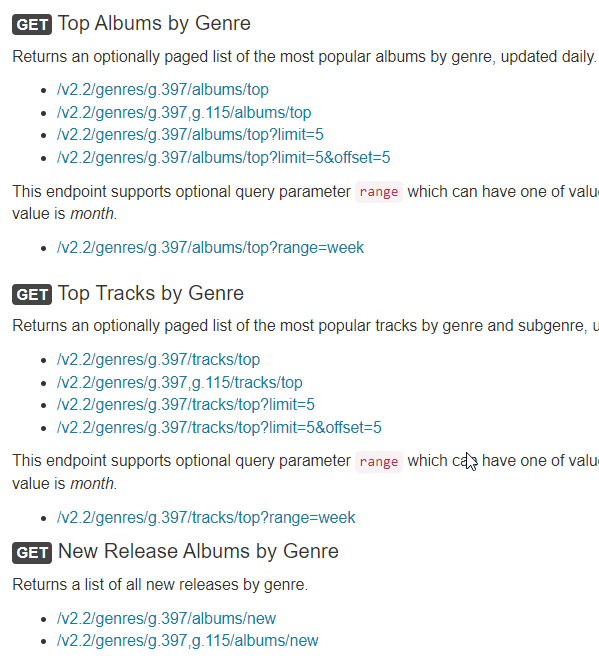 GET Top Albums by Genre
Returns an optionally paged list of the most popular albums by genre, updated daily.
/v2.2/genres/g.397/albums/top
/v2.2/genres/g.397,g.115/albums/top
/v2.2/genres/g.397/albums/top?limit=5
/v2.2/genres/g.397/albums/top?limit=5&offset=5
This endpoint supports optional query parameter range which can have one of
value is month.
/v2.2/genres/g.397/albums/top?range=week
GET Top Tracks by Genre
Returns an optionally paged list of the most popular tracks by genre and subgenre,
/v2.2/genres/g.397/tracks/top
/v2.2/genres/g.397,g.115/tracks/top
/v2.2/genres/g.397/tracks/top?limit=5
/v2.2/genres/g.397/tracks/top?limit=5&offset=5
This endpoint supports optional query parameter range which can have one of
value is month.
/v2.2/genres/g.397/tracks/top?range=week
GET New Release Albums by Genre
Returns a list of all new releases by genre.
/v2.2/genres/g.397/albums/new
/v2.2/genres/g.397,g.115/albums/new